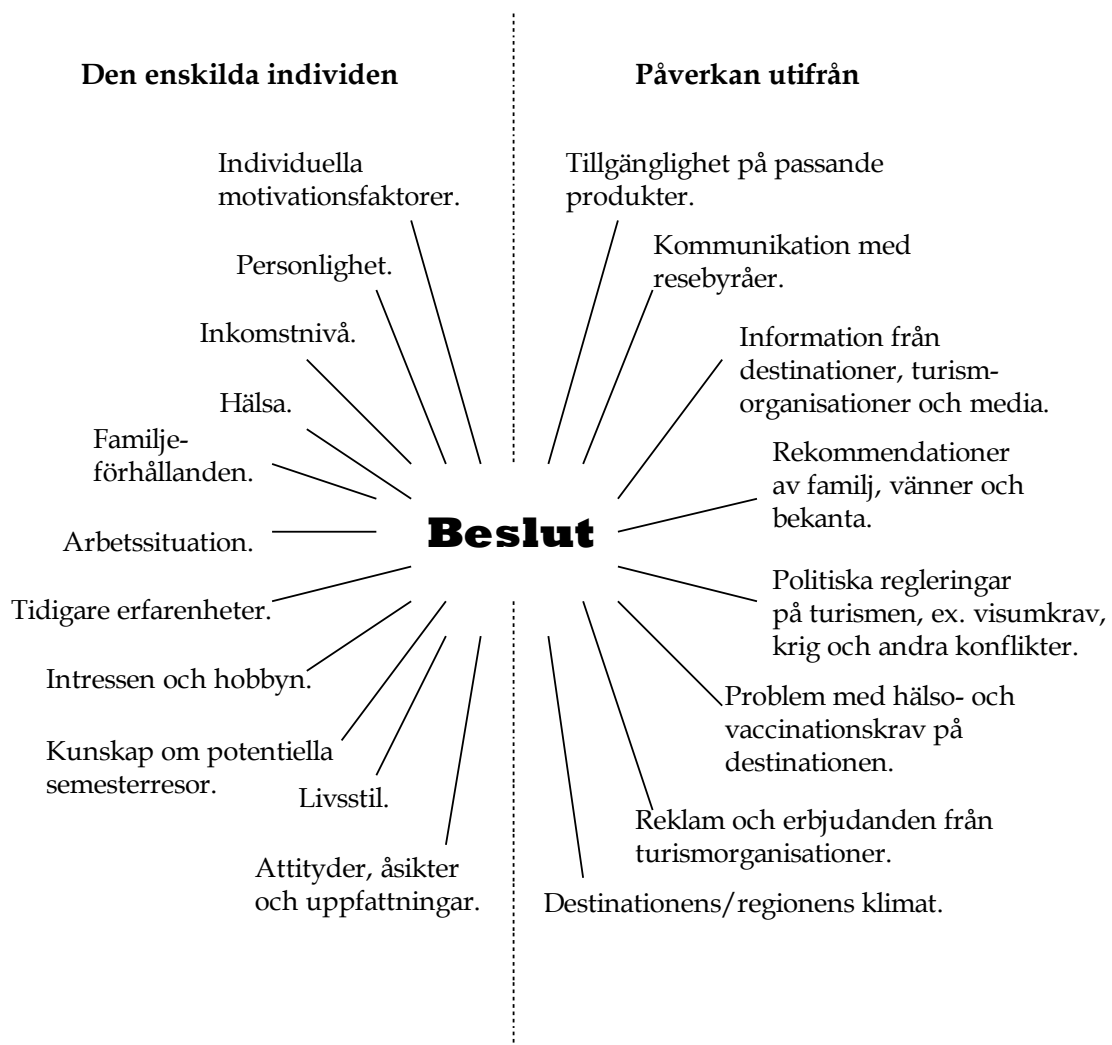 Den enskilda individen
Påverkan utifrån
Individuella
motivationsfaktorer.
Personlighet.
Inkomstnivå.
Hälsa.
Familje-
förhållanden.
Arbetssituation.
Tidigare erfarenheter.
Intressen och hobbyn.
Kunskap om potentiella
semesterresor.
Livsstil.
Attityder, åsikter
och uppfattningar.
Beslut
Tillgänglighet på passande
produkter.
Kommunikation med
resebyråer.
Information från
destinationer, turism-
organisationer och media.
Rekommendationer
av familj, vänner och
bekanta.
Politiska regleringar
på turismen, ex. visumkrav,
krig och andra konflikter.
Problem med hälso- och
vaccinationskrav på
destinationen.
Reklam och erbjudanden från
turismorganisationer.
Destinationens/regionens klimat.